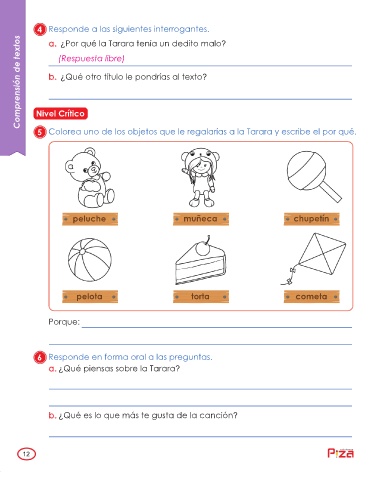 Comprensión de textos
4 Responde a las siguientes interrogantes.
a. ¿Por qué la Tarara tenía un dedito malo?
(Respuesta libre)
b. ¿Qué otro título le pondrías al texto?
Nivel Crítico
5 Colorea uno de los objetos que le regalarías a la Tarara y escribe el por qué.
peluche muñeca chupetín
pelota torta cometa
Porque:
6 Responde en forma oral a las preguntas.
a. ¿Qué piensas sobre la Tarara?
b. ¿Qué es lo que más te gusta de la canción?
12
Piza